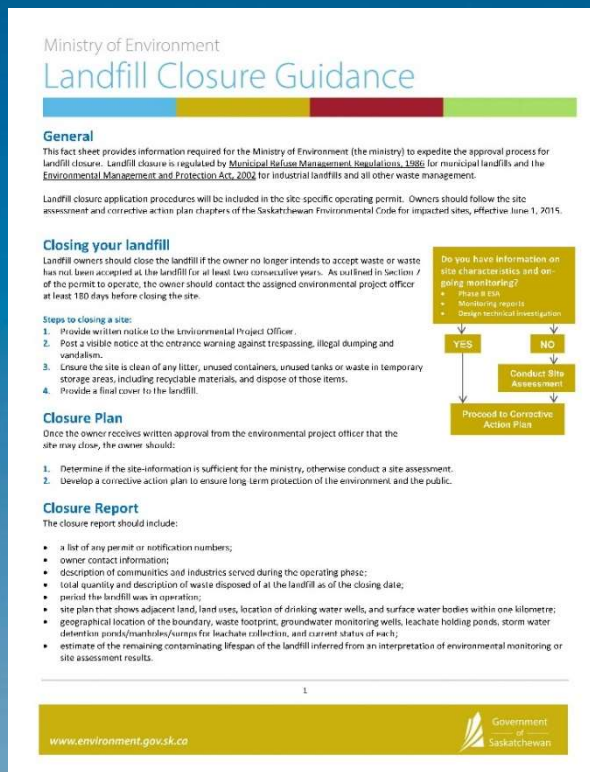 Ministry of Environment
Landfill Closure Guidance
General
This fact sheet provides information required for the Ministry of Environment (the ministry) to expedite the approval process for
landfill closure. Landfill closure is regulated by Municipal Refuse Management Regulations, 1986 for municipal landfills and the
Environmental Management and Protection Act, 2002 for industrial landfills and all other waste management.
Landfill closure application procedures will be included in the site-specific operating permit. Owners should follow the site
assessment and corrective action plan chapters of the Saskatchewan Environmental Code for impacted sites, effective June 1, 2015.
Closing your landfill
Landfill owners should close the landfill if the owner no longer intends to accept waste or waste
has not been accepted at the landfill for at least two consecutive years. As outlined in Section 7
of the permit to operate, the owner should contact the assigned environmental project officer
at least 180 days before closing the site.
Steps to closing a site:
1. Provide written notice to the Environmental Project Officer.
2. Post a visible notice at the entrance warning against trespassing, illegal dumping and
vandalism.
3. Ensure the site is clean of any litter, unused containers, unused tanks or waste in temporary
storage areas, including recyclable materials, and dispose of those items.
4. Provide a final cover to the landfill.
Do you have information on
site characteristics and on-
going monitoring?
• Phase II ESA
• Monitoring reports
• Design technical investigation
YES
NO
Conduct Site
Assessment
Proceed to Corrective
Action Plan
Closure Plan
Once the owner receives written approval from the environmental project officer that the
site may close, the owner should:
1. Determine if the site-information is sufficient for the ministry, otherwise conduct a site assessment.
2. Develop a corrective action plan to ensure long-term protection of the environment and the public.
Closure Report
The closure report should include:
• a list of any permit or notification numbers;
• owner contact information;
• description of communities and industries served during the operating phase;
• total quantity and description of waste disposed of at the landfill as of the closing date;
• period the landfill was in operation;
• site plan that shows adjacent land, land uses, location of drinking water wells, and surface water bodies within one kilometre;
• geographical location of the boundary, waste footprint, groundwater monitoring wells, leachate holding ponds, storm water
detention ponds/manholes/sumps for leachate collection, and current status of each;
• estimate of the remaining contaminating lifespan of the landfill inferred from an interpretation of environmental monitoring or
site assessment results.
1
www.environment.gov.sk.ca
Government
of
Saskatchewan